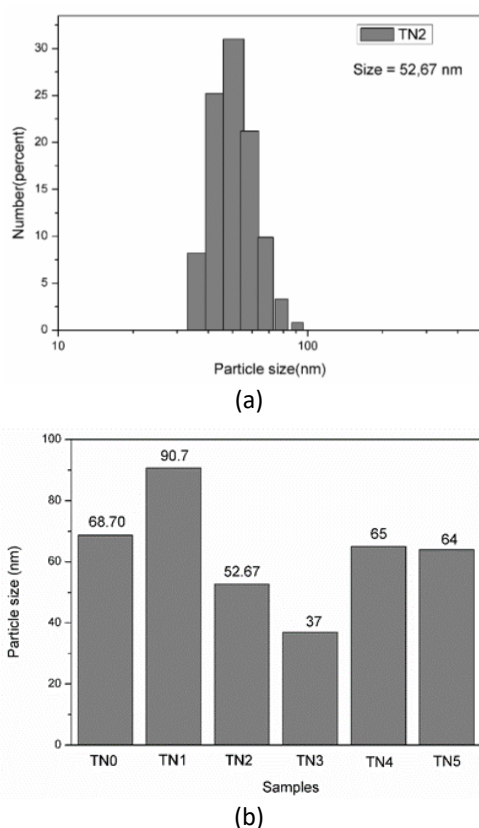 TN2
Size = 52,67 nm
30
25
20
15
10
5
0
Number(percent)
10 100
Particle size(nm)
(a)
100
80
60
40
20
0
Particle size (nm)
68.70 90.7 52.67 37 65 64
TN0 TN1 TN2 TN3 TN4 TN5
Samples
(b)